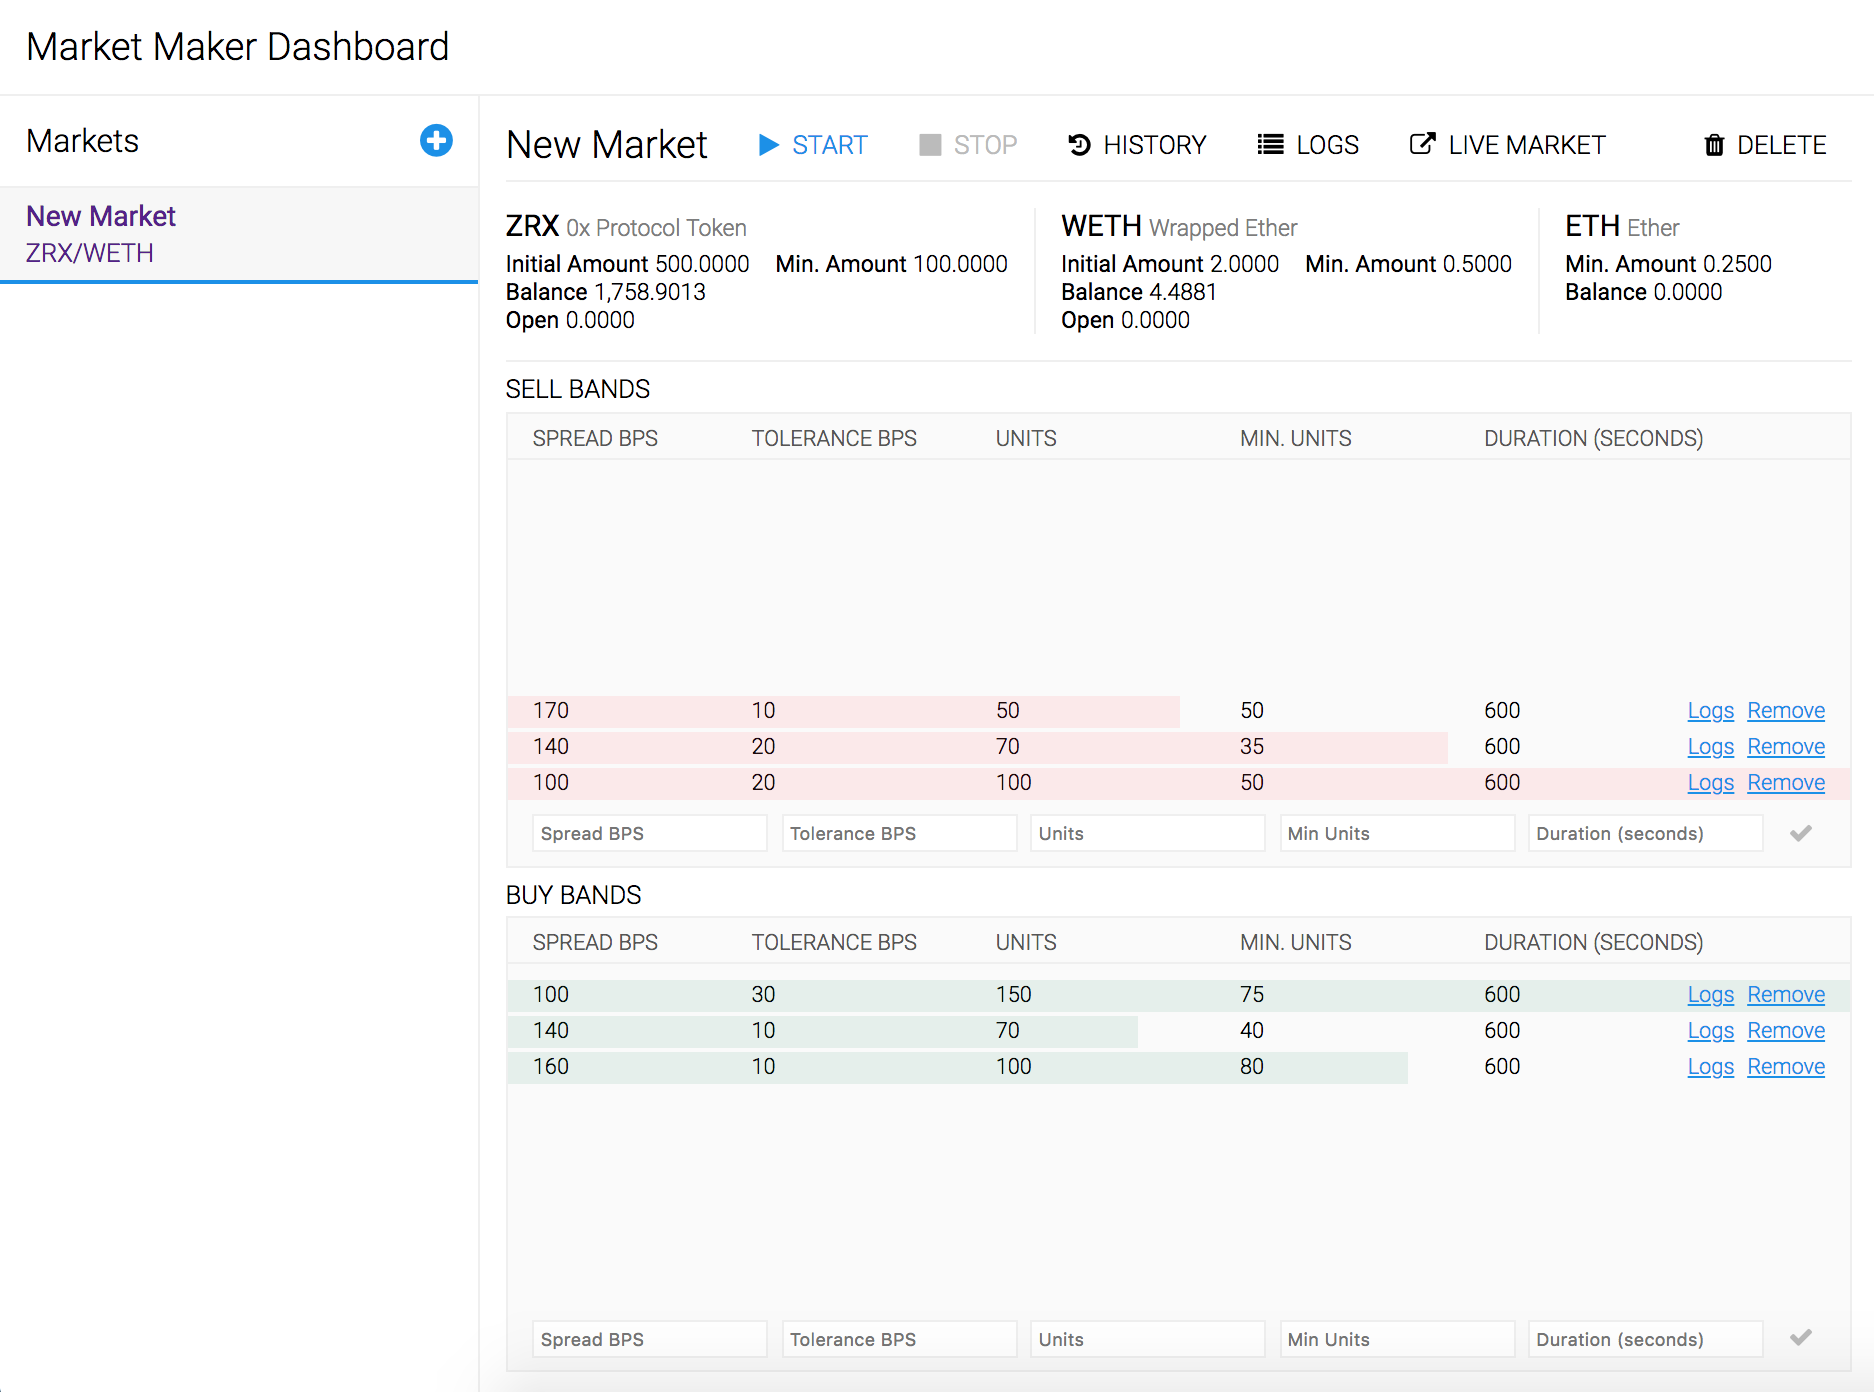 Market Maker Dashboard
Markets
New Market
ZRX/WETH
New Market START STOP HISTORY LOGS LIVE MARKET DELETE
ZRX 0x Protocol Token
Initial Amount 500.0000 Min. Amount 100.0000
Balance 1,758.9013
Open 0.0000
WETH Wrapped Ether
Initial Amount 2.0000 Min. Amount 0.5000
Balance 4.4881
Open 0.0000
ETH Ether
Min. Amount 0.2500
Balance 0.0000
SELL BANDS
SPREAD BPS TOLERANCE BPS UNITS MIN. UNITS DURATION (SECONDS)
170 10 50 50 600 Logs Remove
140 20 70 35 600 Logs Remove
100 20 100 50 600 Logs Remove
Spread BPS Tolerance BPS Units Min Units Duration (seconds)
BUY BANDS
SPREAD BPS TOLERANCE BPS UNITS MIN. UNITS DURATION (SECONDS)
100 30 150 75 600 Logs Remove
140 10 70 40 600 Logs Remove
160 10 100 80 600 Logs Remove
Spread BPS Tolerance BPS Units Min Units Duration (seconds)